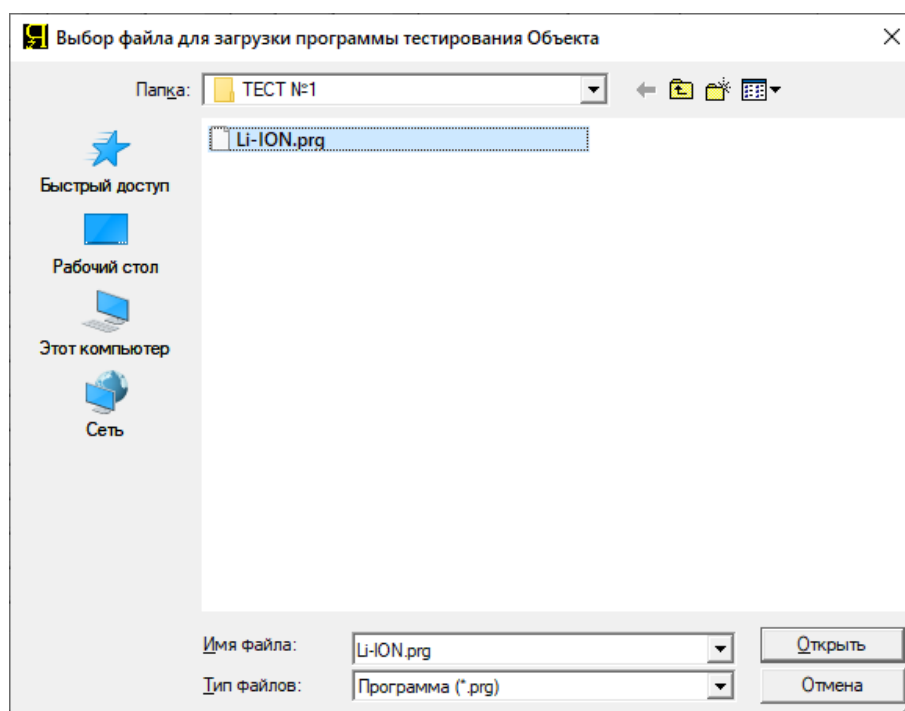 Выбор файла для загрузки программы тестирования Объекта
Папка: ТЕСТ №1
Li-ION.prg
Быстрый доступ
Рабочий стол
Этот компьютер
Сеть
Имя файла: Li-ION.prg Открыть
Тип файлов: Программа (*.prg) Отмена